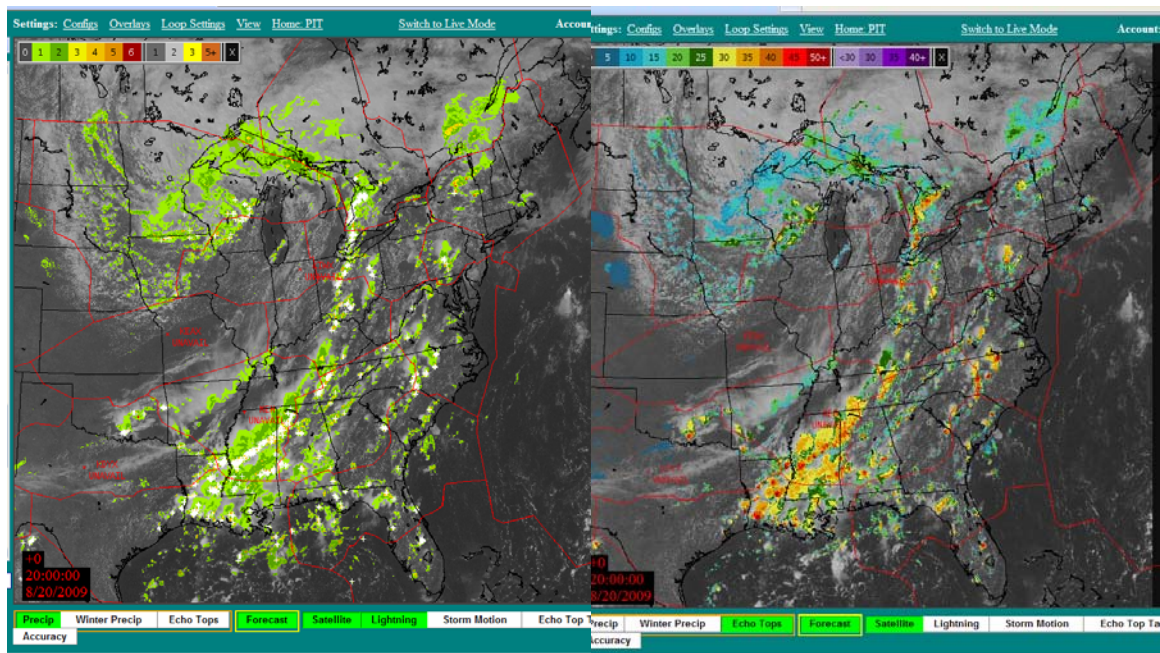 Settings: Configs Overlays Loop Settings View Home: PIT Switch to Live Mode Accoun
0 1 2 3 4 5 6 1 2 3 5+ X
+0
20:00:00
8/20/2009
Precip Winter Precip Echo Tops Forecast Satellite Lightning Storm Motion Echo Top T
Accuracy
ttings: Configs Overlays Loop Settings View Home: PIT Switch to Live Mode Account:
5 10 15 20 25 30 35 40 45 50+ <30 30 35 40+ X
+0
20:00:00
8/20/2009
Precip Winter Precip Echo Tops Forecast Satellite Lightning Storm Motion Echo Top Ta
Accuracy